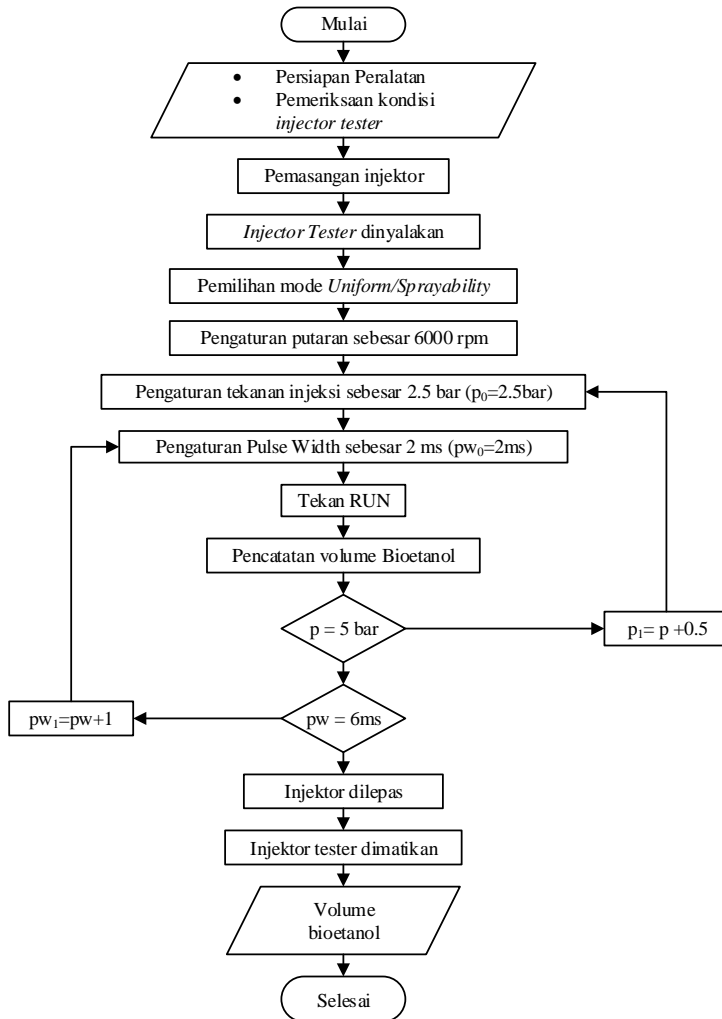 Mulai
• Persiapan Peralatan
• Pemeriksaan kondisi
injector tester
Pemasangan injektor
Injector Tester dinyalakan
Pemilihan mode Uniform/Sprayability
Pengaturan putaran sebesar 6000 rpm
Pengaturan tekanan injeksi sebesar 2.5 bar (p₀=2.5bar)
Pengaturan Pulse Width sebesar 2 ms (pw₀=2ms)
Tekan RUN
Pencatatan volume Bioetanol
p = 5 bar
p₁= p +0.5
pw₁=pw+1
pw = 6ms
Injektor dilepas
Injektor tester dimatikan
Volume
bioetanol
Selesai